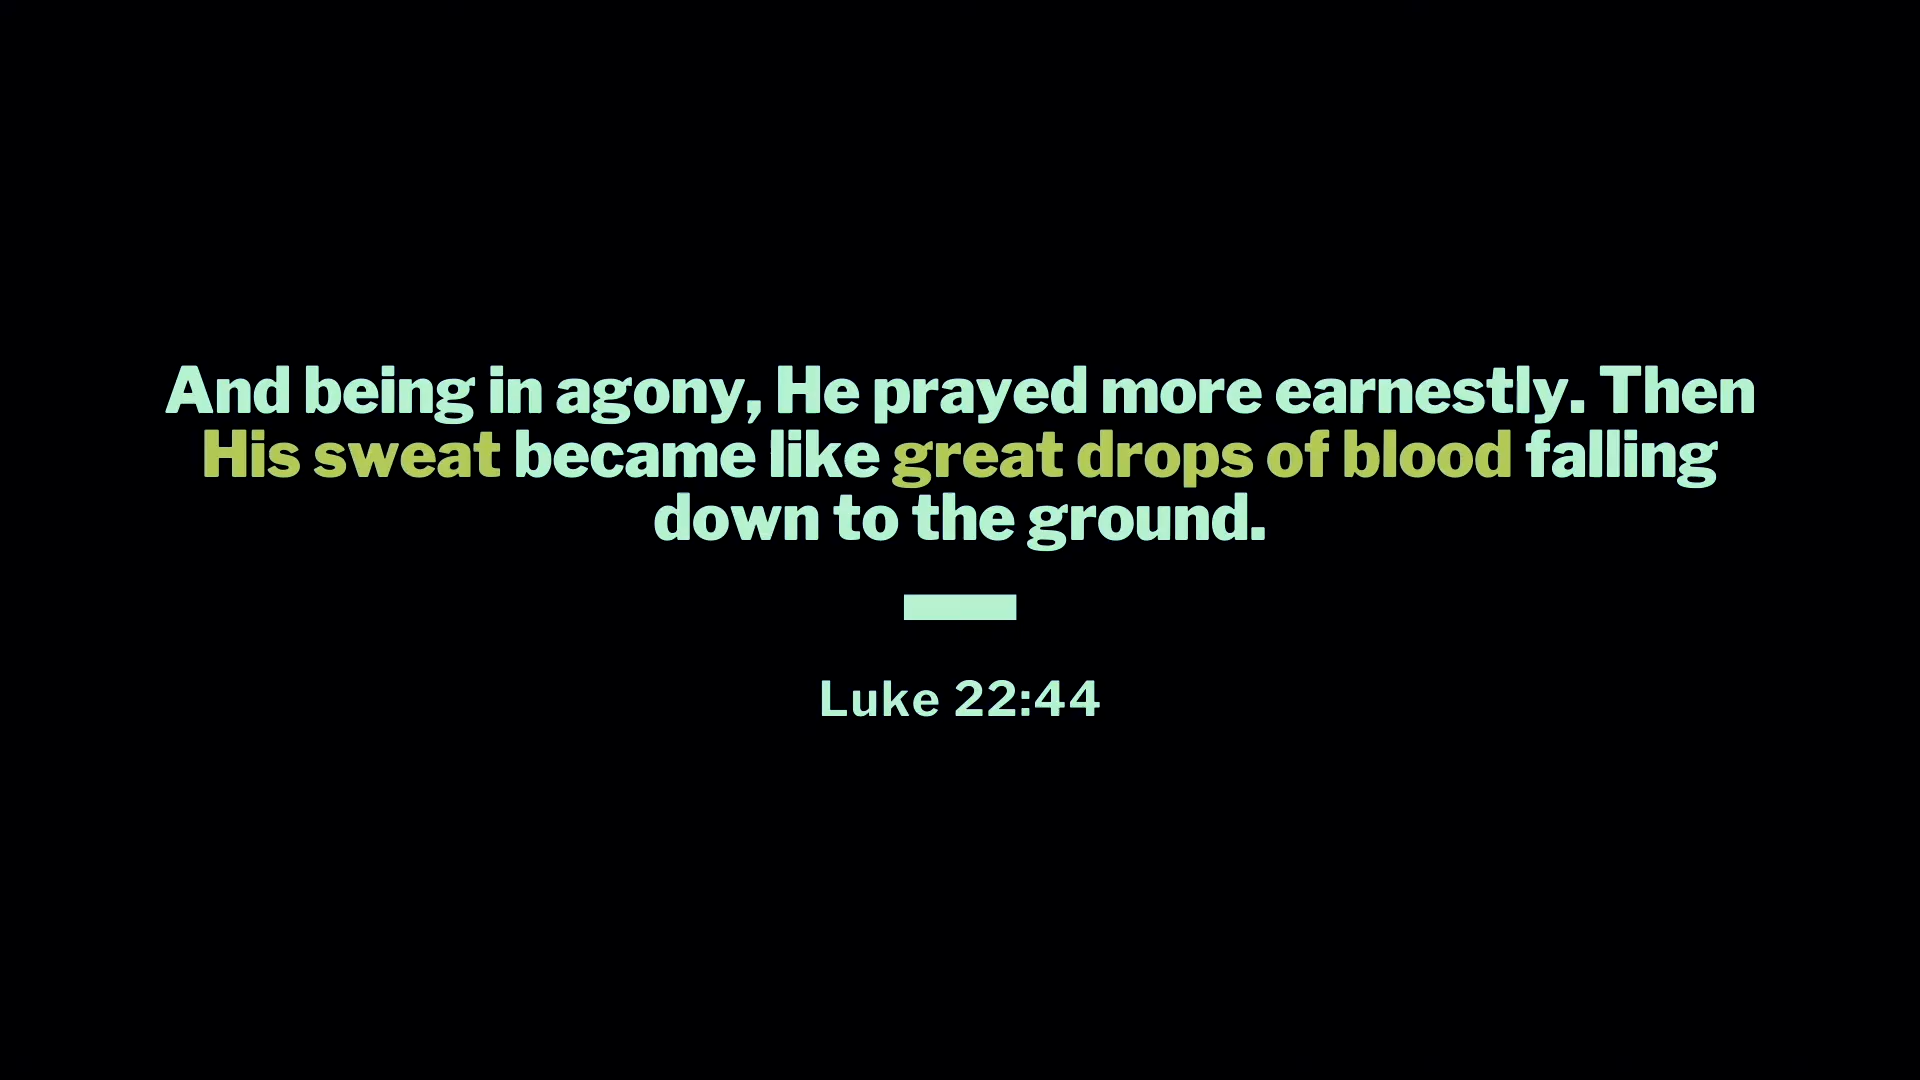 And being in agony, He prayed more earnestly. Then
His sweat became like great drops of blood falling
down to the ground.
Luke 22:44